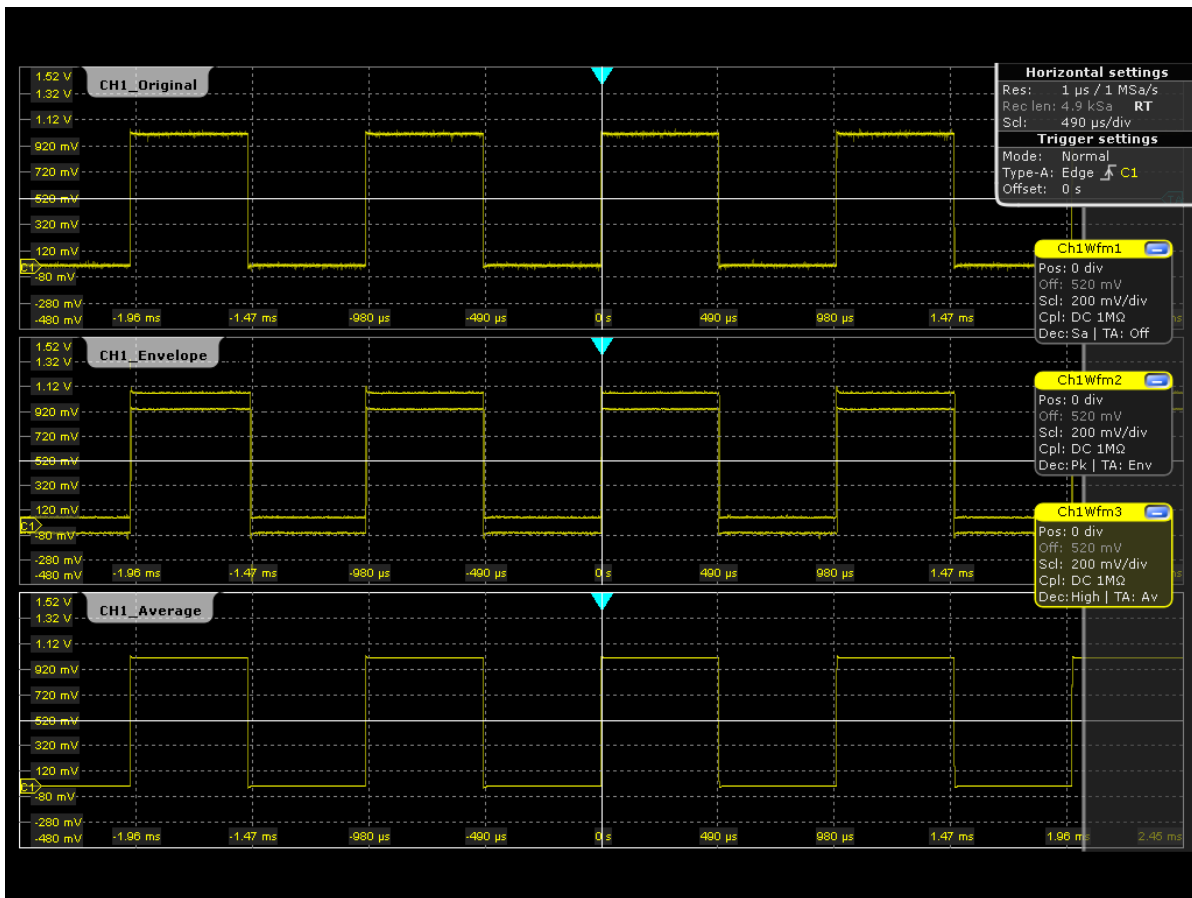 CH1_Original
1.52 V
1.32 V
1.12 V
920 mV
720 mV
520 mV
320 mV
120 mV
C1
-80 mV
-280 mV
-480 mV
-1.96 ms -1.47 ms -980 µs -490 µs 0 s 490 µs 980 µs 1.47 ms
Horizontal settings
Res: 1 µs / 1 MSa/s
Rec len: 4.9 kSa RT
Scl: 490 µs/div
Trigger settings
Mode: Normal
Type-A: Edge C1
Offset: 0 s
Ch1Wfm1
Pos: 0 div
Off: 520 mV
Scl: 200 mV/div
Cpl: DC 1MΩ
Dec: Sa | TA: Off
CH1_Envelope
1.52 V
1.32 V
1.12 V
920 mV
720 mV
520 mV
320 mV
120 mV
C1
-80 mV
-280 mV
-480 mV
-1.96 ms -1.47 ms -980 µs -490 µs 0 s 490 µs 980 µs 1.47 ms
Ch1Wfm2
Pos: 0 div
Off: 520 mV
Scl: 200 mV/div
Cpl: DC 1MΩ
Dec: Pk | TA: Env
Ch1Wfm3
Pos: 0 div
Off: 520 mV
Scl: 200 mV/div
Cpl: DC 1MΩ
Dec: High | TA: Av
CH1_Average
1.52 V
1.32 V
1.12 V
920 mV
720 mV
520 mV
320 mV
120 mV
C1
-80 mV
-280 mV
-480 mV
-1.96 ms -1.47 ms -980 µs -490 µs 0 s 490 µs 980 µs 1.47 ms 1.96 ms 2.45 ms